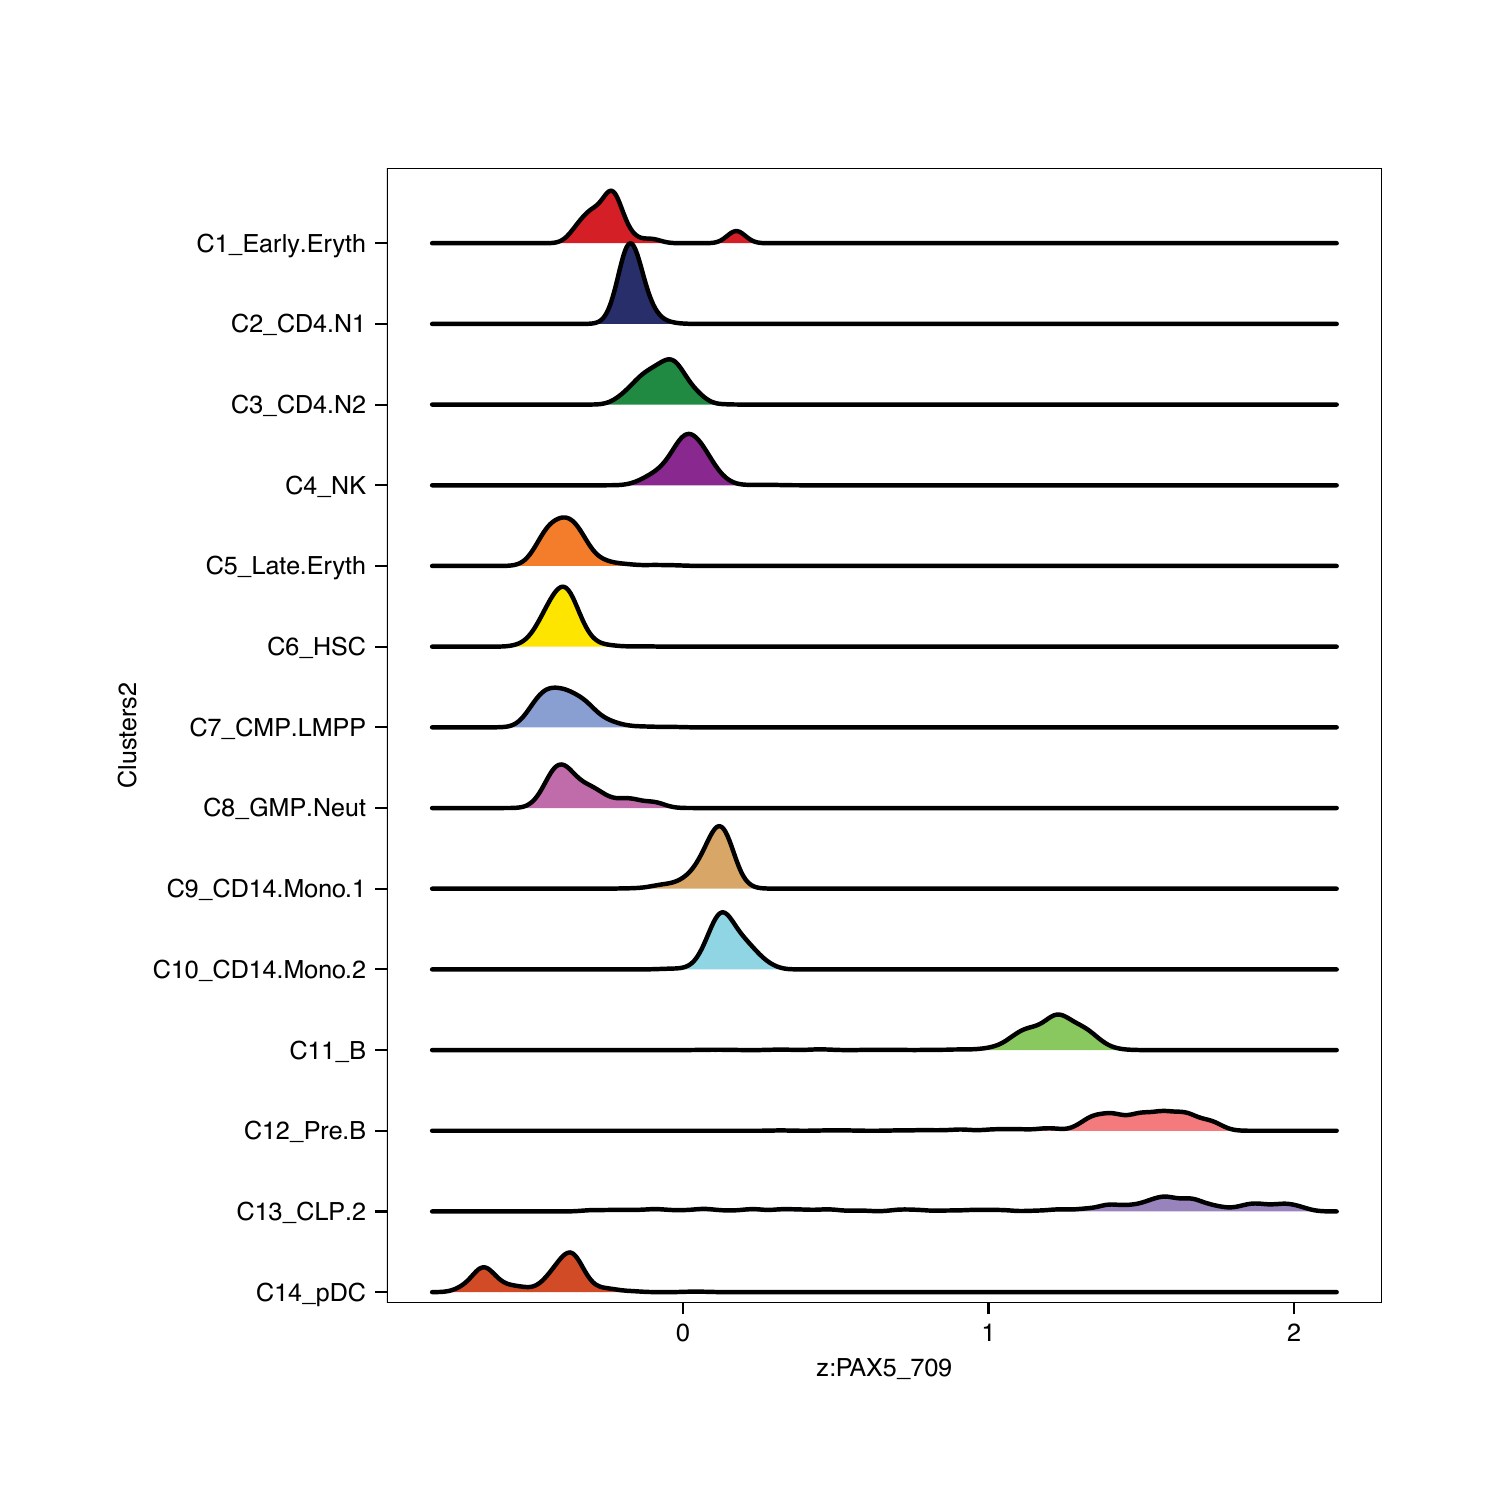 C1_Early.Eryth
C2_CD4.N1
C3_CD4.N2
C4_NK
C5_Late.Eryth
C6_HSC
C7_CMP.LMPP
C8_GMP.Neut
C9_CD14.Mono.1
C10_CD14.Mono.2
C11_B
C12_Pre.B
C13_CLP.2
C14_pDC
Clusters2
0 1 2
z:PAX5_709